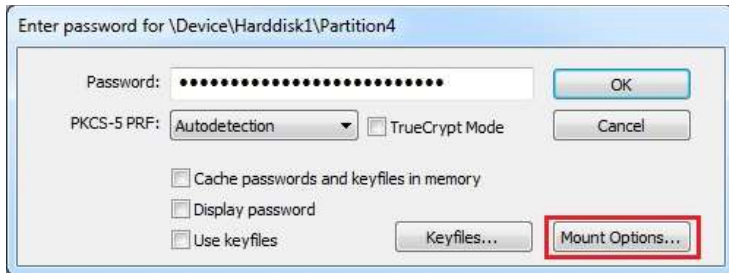 Enter password for \Device\Harddisk1\Partition4
Password: ●●●●●●●●●●●●●●●●●●●●●●●●●● OK
PKCS-5 PRF: Autodetection TrueCrypt Mode Cancel
Cache passwords and keyfiles in memory
Display password
Use keyfiles Keyfiles... Mount Options...